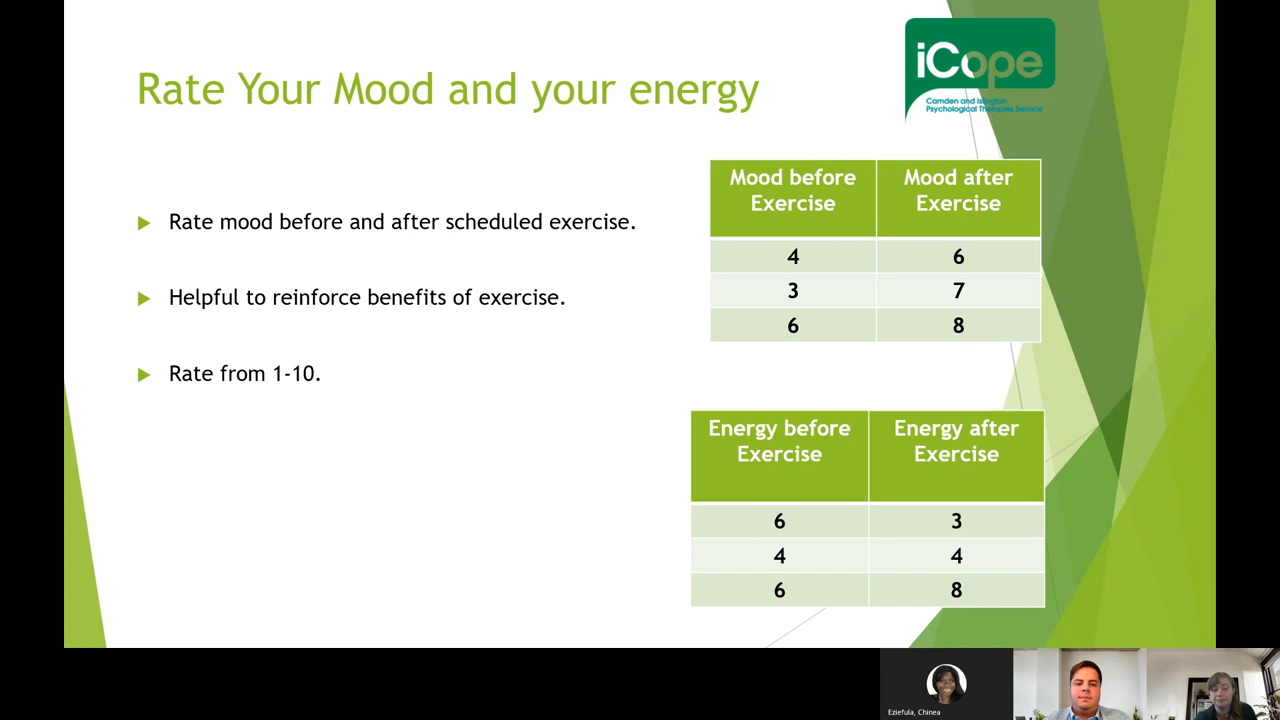 iCope
Camden and Islington
Psychological Therapies Service
Rate Your Mood and your energy
Rate mood before and after scheduled exercise.
Helpful to reinforce benefits of exercise.
Rate from 1-10.
Mood before Exercise Mood after Exercise
4 6
3 7
6 8
Energy before Exercise Energy after Exercise
6 3
4 4
6 8
Eziefula, Chinea